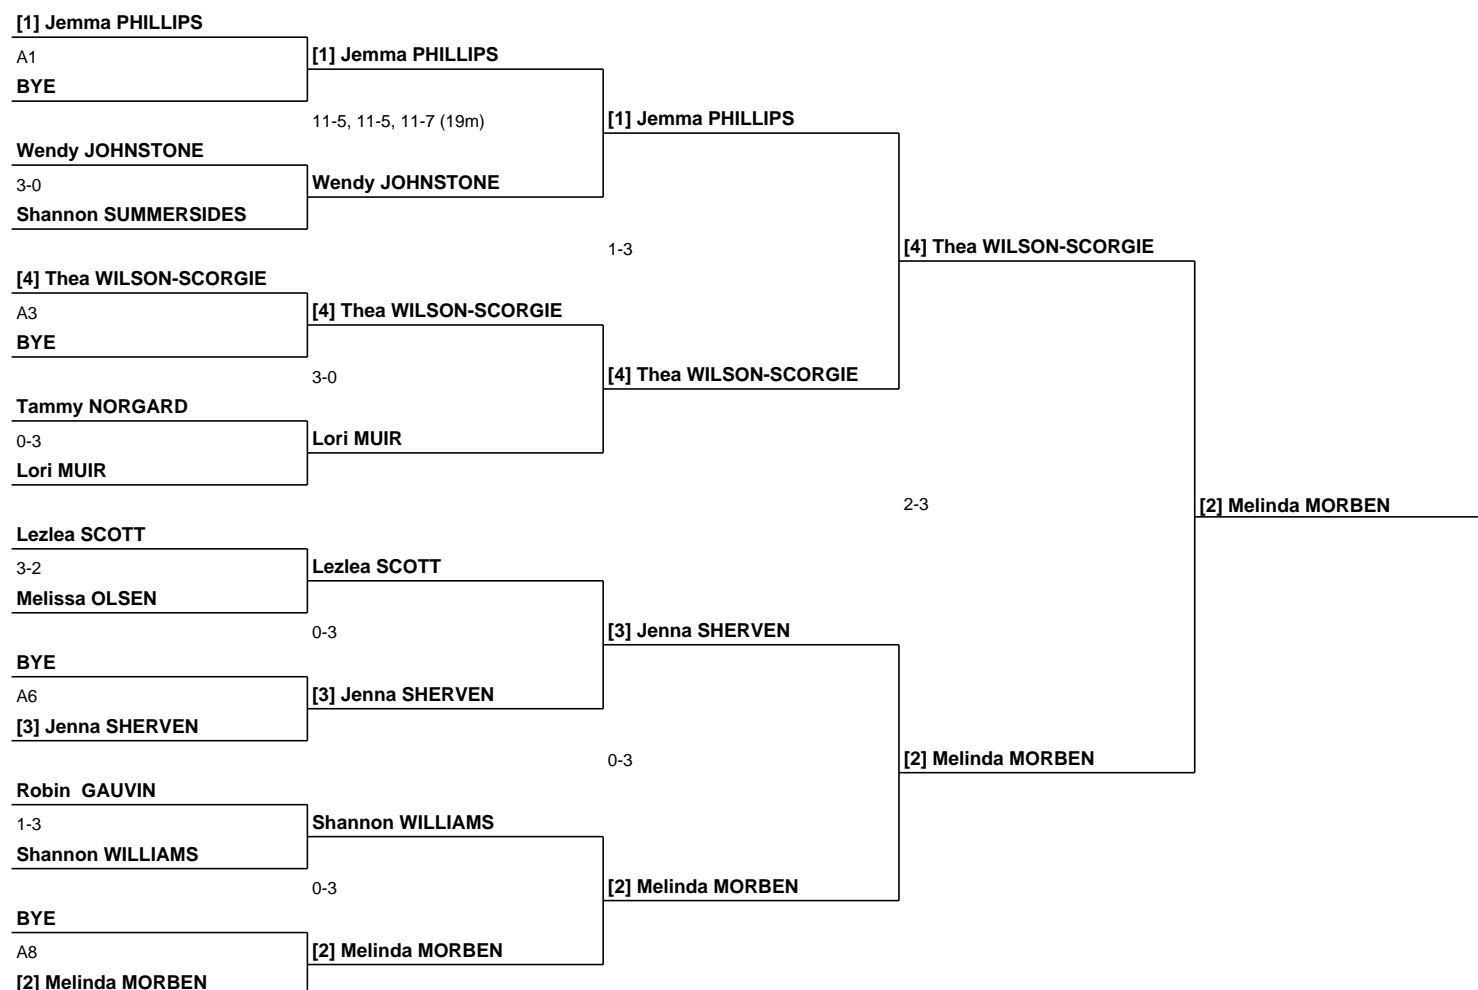 [1] Jemma PHILLIPS
A1
BYE
[1] Jemma PHILLIPS
11-5, 11-5, 11-7 (19m)
[1] Jemma PHILLIPS
Wendy JOHNSTONE
3-0
Shannon SUMMERSIDES
Wendy JOHNSTONE
1-3
[4] Thea WILSON-SCORGIE
[4] Thea WILSON-SCORGIE
A3
BYE
[4] Thea WILSON-SCORGIE
3-0
[4] Thea WILSON-SCORGIE
Tammy NORGARD
0-3
Lori MUIR
Lori MUIR
2-3
[2] Melinda MORBEN
Lezlea SCOTT
3-2
Melissa OLSEN
Lezlea SCOTT
0-3
[3] Jenna SHERVEN
BYE
A6
[3] Jenna SHERVEN
[3] Jenna SHERVEN
0-3
[2] Melinda MORBEN
Robin  GAUVIN
1-3
Shannon WILLIAMS
Shannon WILLIAMS
0-3
[2] Melinda MORBEN
BYE
A8
[2] Melinda MORBEN
[2] Melinda MORBEN